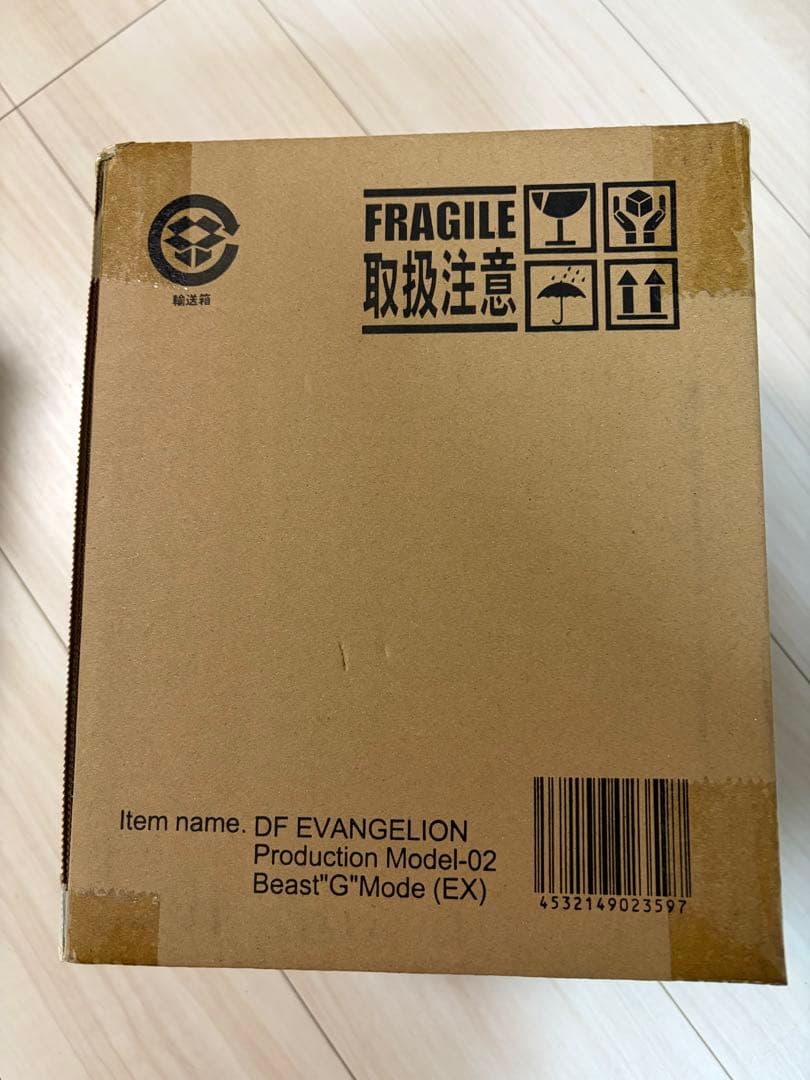 輸送箱
FRAGILE
取扱注意
Item name. DF EVANGELION
Production Model-02
Beast"G"Mode (EX)
4532149023597